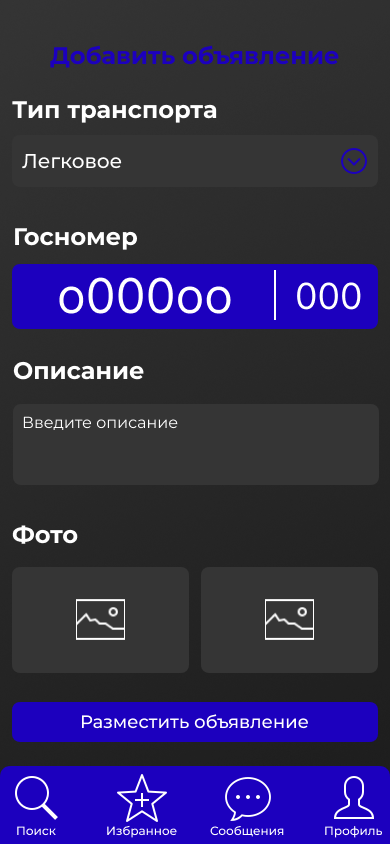 Добавить объявление
Тип транспорта
Легковое
Госномер
о000оо 000
Описание
Введите описание
Фото
Разместить объявление
Поиск Избранное Сообщения Профиль